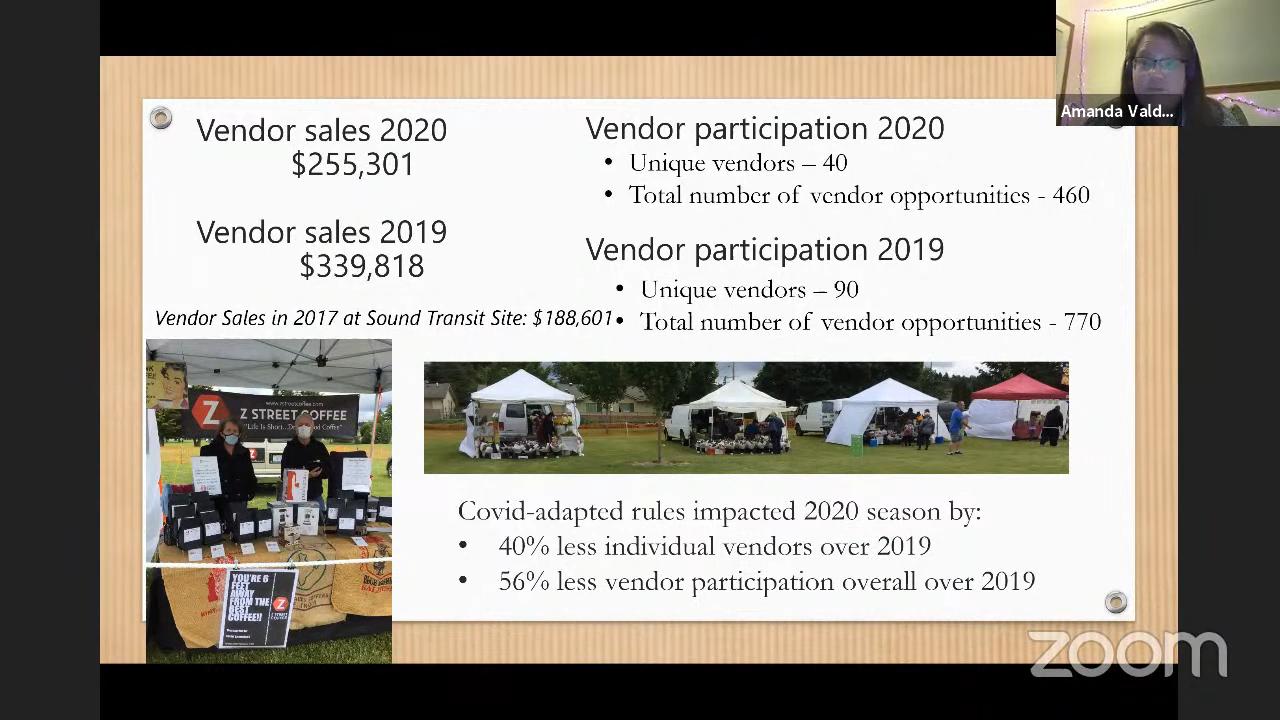 Amanda Vald...
Vendor sales 2020
$255,301
Vendor sales 2019
$339,818
Vendor Sales in 2017 at Sound Transit Site: $188,601
Vendor participation 2020
• Unique vendors – 40
• Total number of vendor opportunities - 460
Vendor participation 2019
• Unique vendors – 90
• Total number of vendor opportunities - 770
www.zstreetcoffee.com
Z
Z STREET COFFEE
YOU'RE 6
FEET
AWAY
FROM THE
BEST
COFFEE!!
Z
Covid-adapted rules impacted 2020 season by:
• 40% less individual vendors over 2019
• 56% less vendor participation overall over 2019
zoom